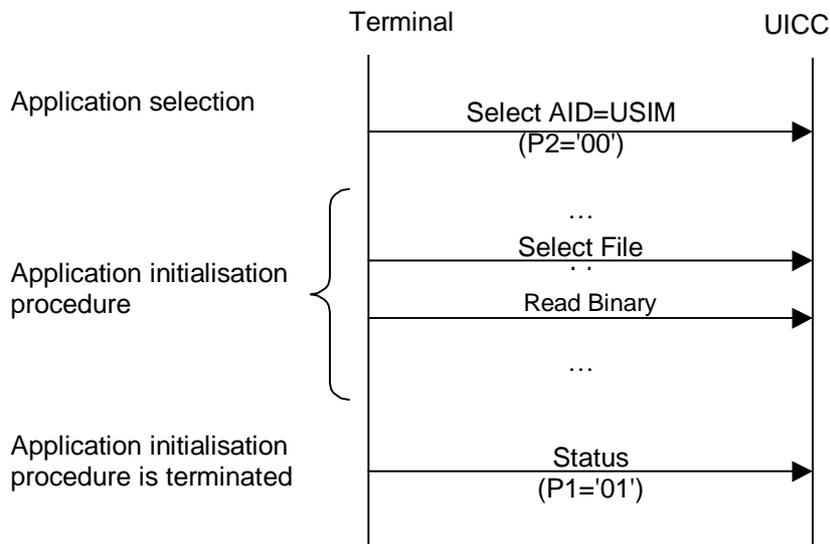 Terminal
UICC
Application selection
Select AID=USIM
(P2='00')
...
Select File
. .
Application initialisation
procedure
Read Binary
...
Application initialisation
procedure is terminated
Status
(P1='01')